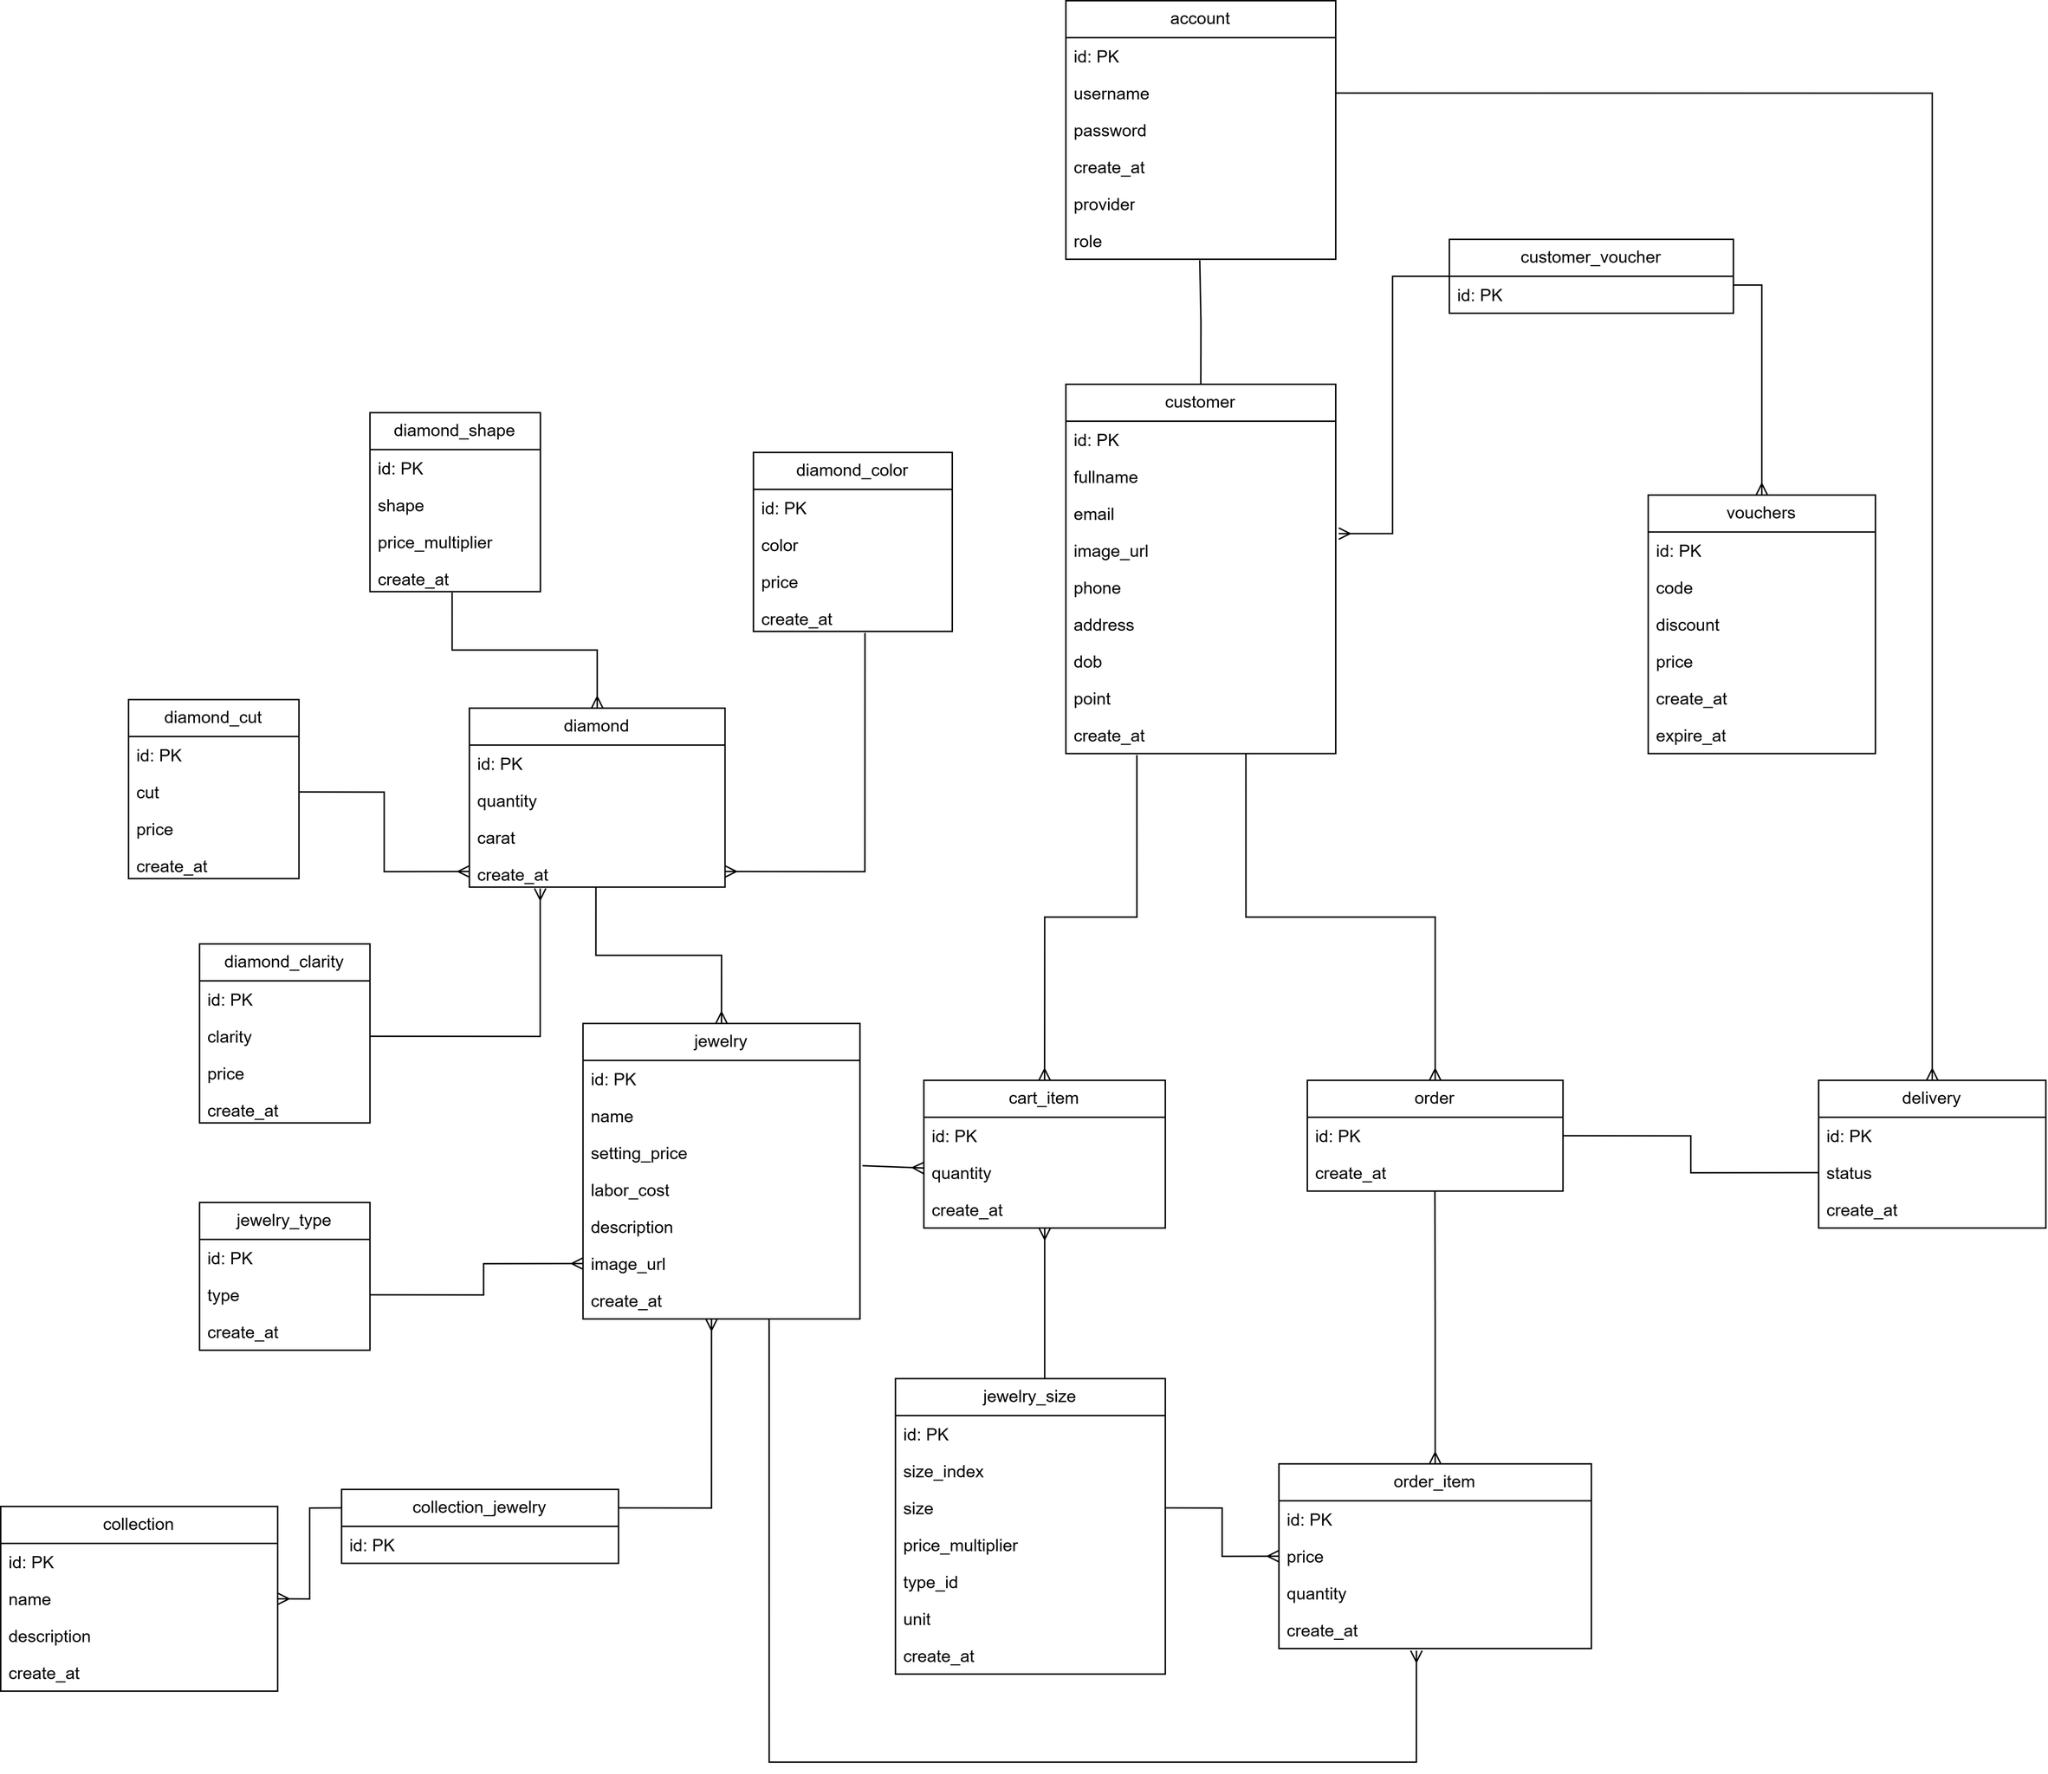 account
id: PK
username
password
create_at
provider
role
customer_voucher
id: PK
customer
id: PK
fullname
email
image_url
phone
address
dob
point
create_at
diamond_shape
id: PK
shape
price_multiplier
create_at
diamond_color
id: PK
color
price
create_at
vouchers
id: PK
code
discount
price
create_at
expire_at
diamond_cut
id: PK
cut
price
create_at
diamond
id: PK
quantity
carat
create_at
diamond_clarity
id: PK
clarity
price
create_at
jewelry
id: PK
name
setting_price
labor_cost
description
image_url
create_at
cart_item
id: PK
quantity
create_at
order
id: PK
create_at
delivery
id: PK
status
create_at
jewelry_type
id: PK
type
create_at
jewelry_size
id: PK
size_index
size
price_multiplier
type_id
unit
create_at
order_item
id: PK
price
quantity
create_at
collection_jewelry
id: PK
collection
id: PK
name
description
create_at